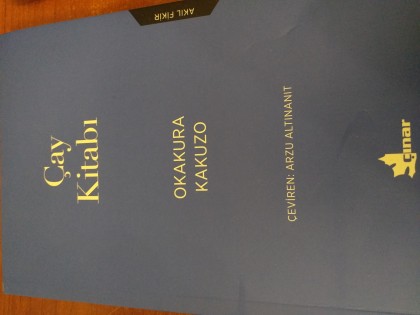 AKIL FİKİR
Çay
Kitabı
OKAKURA
KAKUZO
ÇEVİREN: ARZU ALTINANIT
çınar